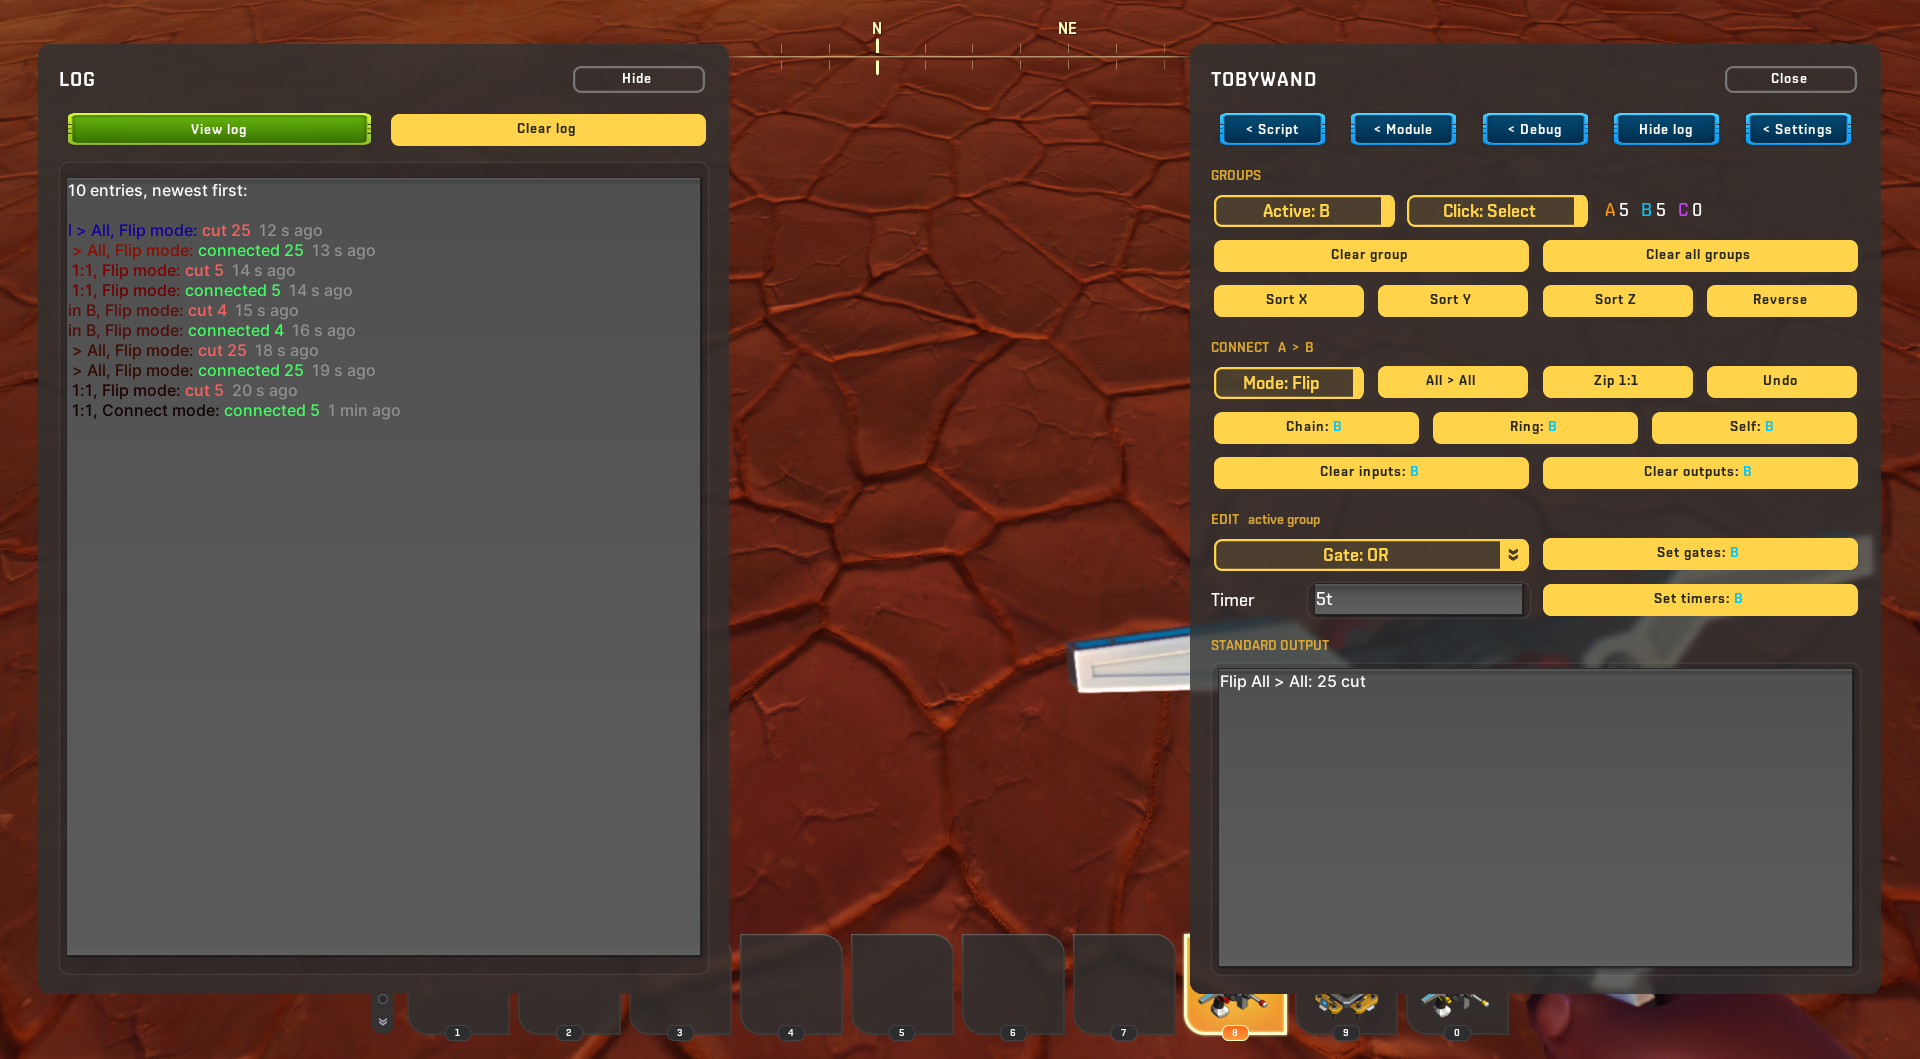 N
NE
LOG
Hide
View log
Clear log
10 entries, newest first:
l > All, Flip mode: cut 25 12 s ago
> All, Flip mode: connected 25 13 s ago
1:1, Flip mode: cut 5 14 s ago
1:1, Flip mode: connected 5 14 s ago
in B, Flip mode: cut 4 15 s ago
in B, Flip mode: connected 4 16 s ago
> All, Flip mode: cut 25 18 s ago
> All, Flip mode: connected 25 19 s ago
1:1, Flip mode: cut 5 20 s ago
1:1, Connect mode: connected 5 1 min ago
TOBYWAND
Close
< Script
< Module
< Debug
Hide log
< Settings
GROUPS
Active: B
Click: Select
A 5 B 5 C 0
Clear group
Clear all groups
Sort X
Sort Y
Sort Z
Reverse
CONNECT A > B
Mode: Flip
All > All
Zip 1:1
Undo
Chain: B
Ring: B
Self: B
Clear inputs: B
Clear outputs: B
EDIT active group
Gate: OR
Set gates: B
Timer
5t
Set timers: B
STANDARD OUTPUT
Flip All > All: 25 cut
1
2
3
4
5
6
7
8
9
0